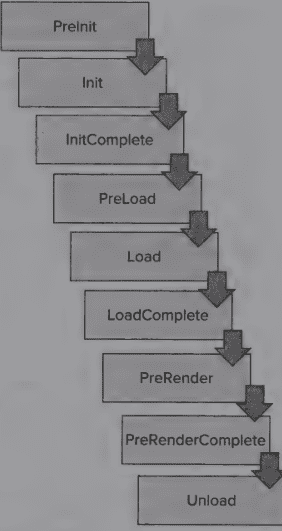 PreInit
Init
InitComplete
PreLoad
Load
LoadComplete
PreRender
PreRenderComplete
Unload